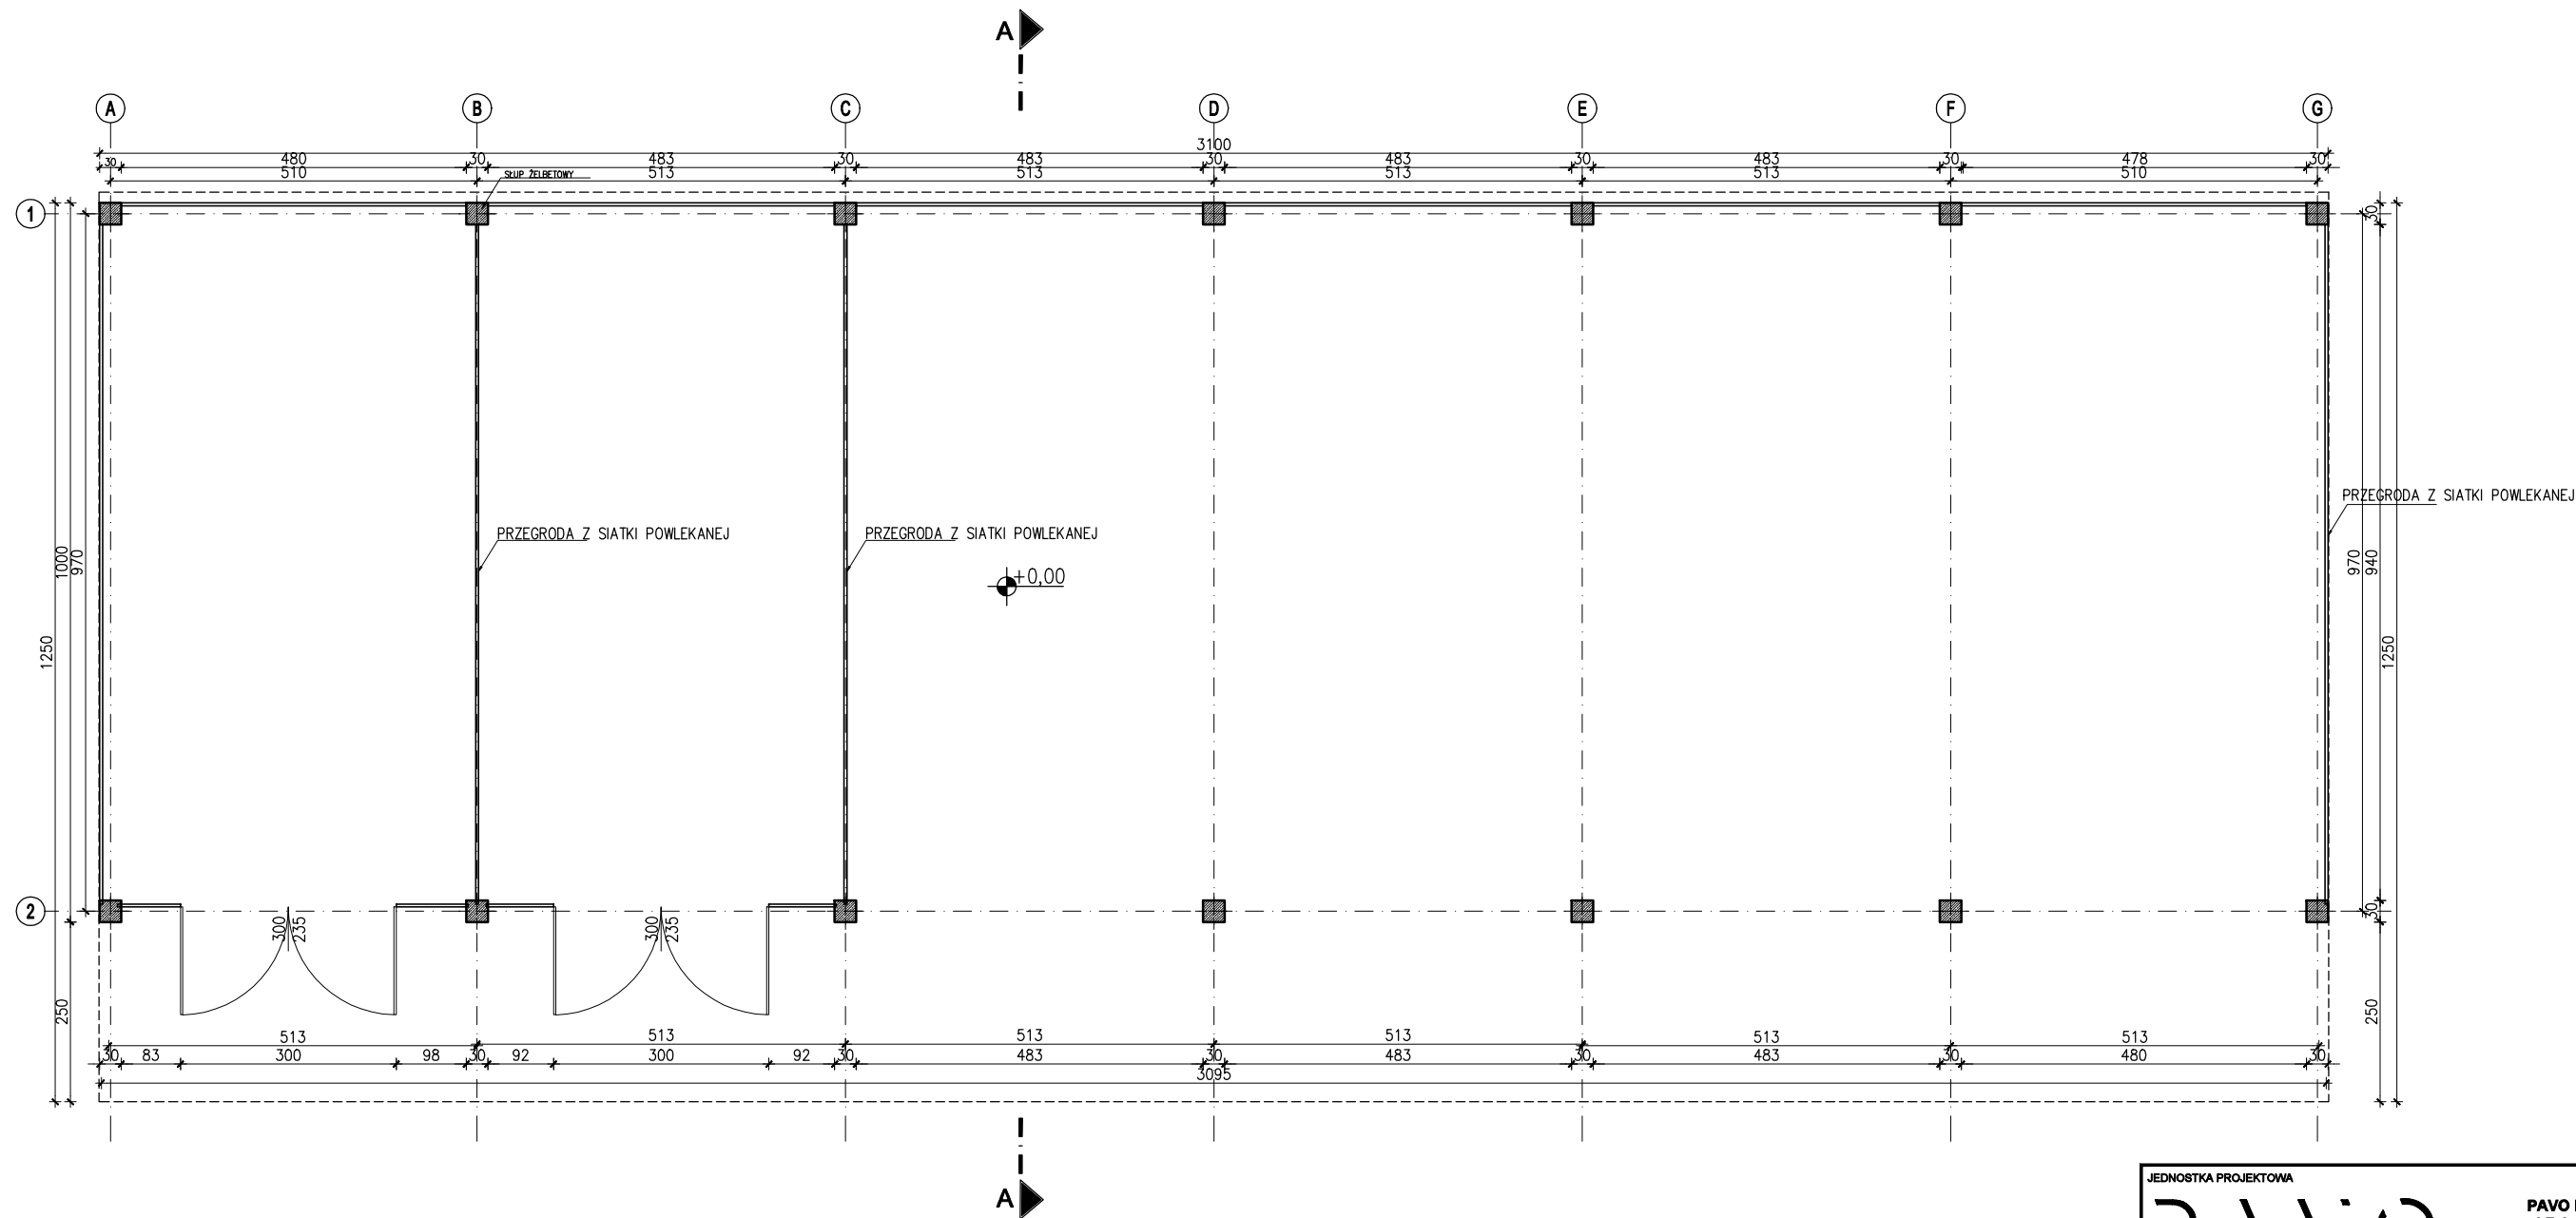 A
A B C D E F G
3100
30 480 30 483 30 483 30 483 30 483 30 478 30
510 513 513 513 513 510
SŁUP ŻELBETOWY
1
30
PRZEGRODA Z SIATKI POWLEKANEJ
PRZEGRODA Z SIATKI POWLEKANEJ
PRZEGRODA Z SIATKI POWLEKANEJ
+0,00
1250
1000
970
970
940
1250
2
30
300
235
300
235
250
250
513 513 513 513 513 513
30 83 300 98 30 92 300 92 30 483 30 483 30 483 30 480 30
3095
A
JEDNOSTKA PROJEKTOWA
PAVO